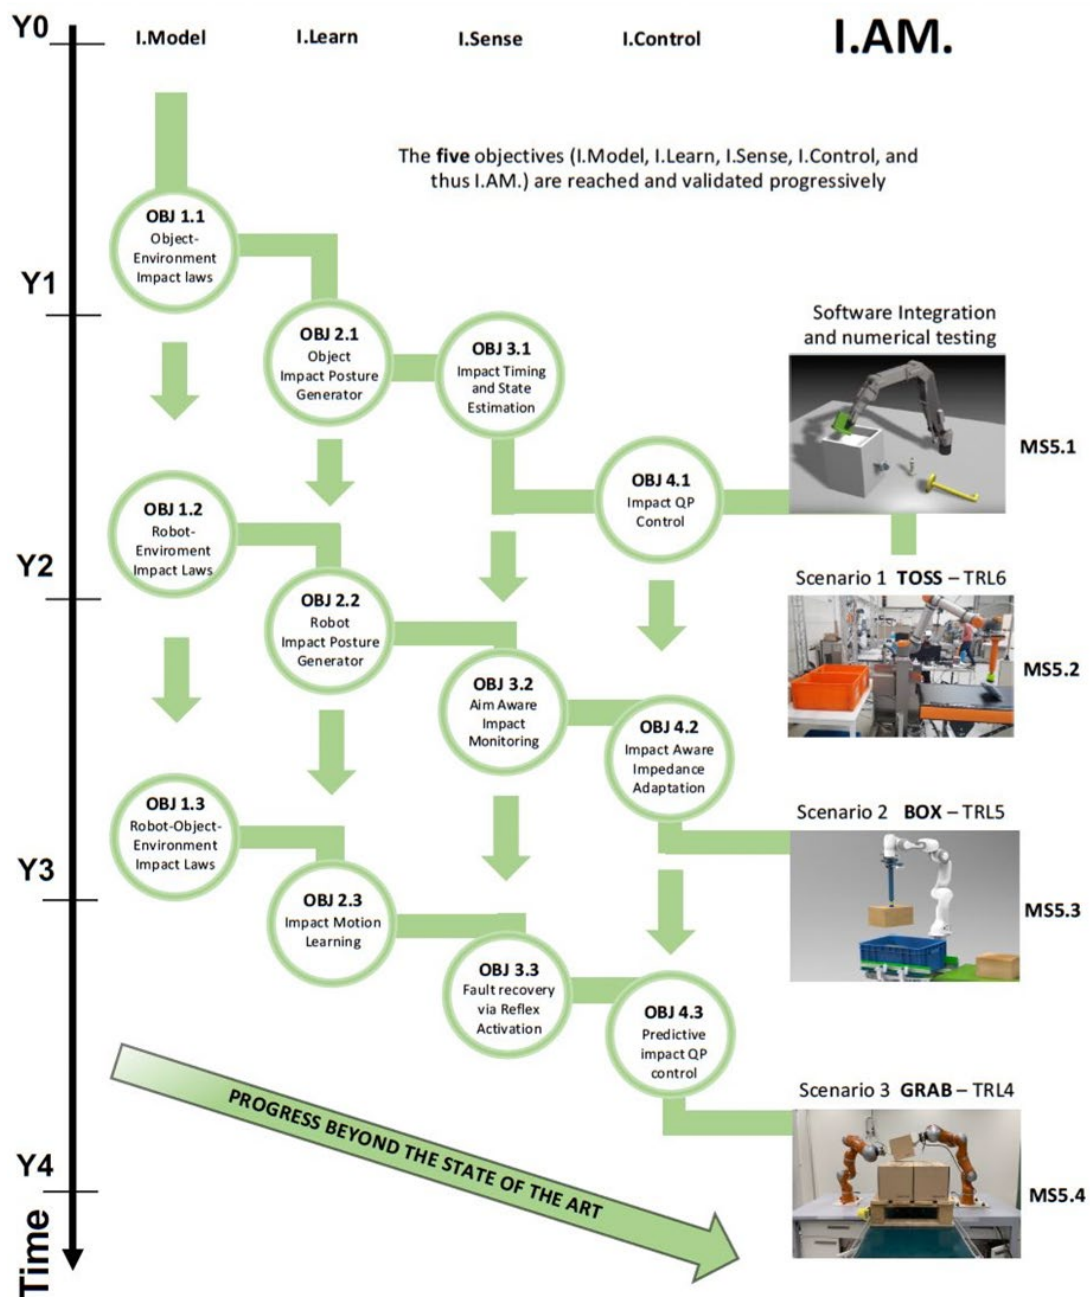 Y0
I.Model
I.Learn
I.Sense
I.Control
I.AM.
The five objectives (I.Model, I.Learn, I.Sense, I.Control, and
thus I.AM.) are reached and validated progressively
OBJ 1.1
Object-
Environment
Impact laws
Y1
OBJ 2.1
Object
Impact Posture
Generator
OBJ 3.1
Impact Timing
and State
Estimation
Software Integration
and numerical testing
MS5.1
OBJ 4.1
Impact QP
Control
OBJ 1.2
Robot-
Enviroment
Impact Laws
Y2
OBJ 2.2
Robot
Impact Posture
Generator
Scenario 1 TOSS – TRL6
MS5.2
OBJ 3.2
Aim Aware
Impact
Monitoring
OBJ 4.2
Impact Aware
Impedance
Adaptation
OBJ 1.3
Robot-Object-
Environment
Impact Laws
Scenario 2 BOX – TRL5
MS5.3
Y3
OBJ 2.3
Impact Motion
Learning
OBJ 3.3
Fault recovery
via Reflex
Activation
OBJ 4.3
Predictive
impact QP
control
Scenario 3 GRAB – TRL4
MS5.4
PROGRESS BEYOND THE STATE OF THE ART
Y4
Time